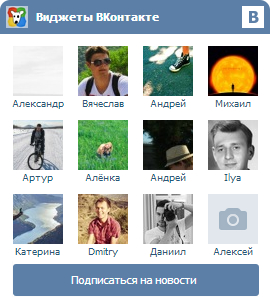 Виджеты ВКонтакте
B
Александр Вячеслав Андрей Михаил
Артур Алёнка Андрей Ilya
Катерина Dmitry Даниил Алексей
Подписаться на новости